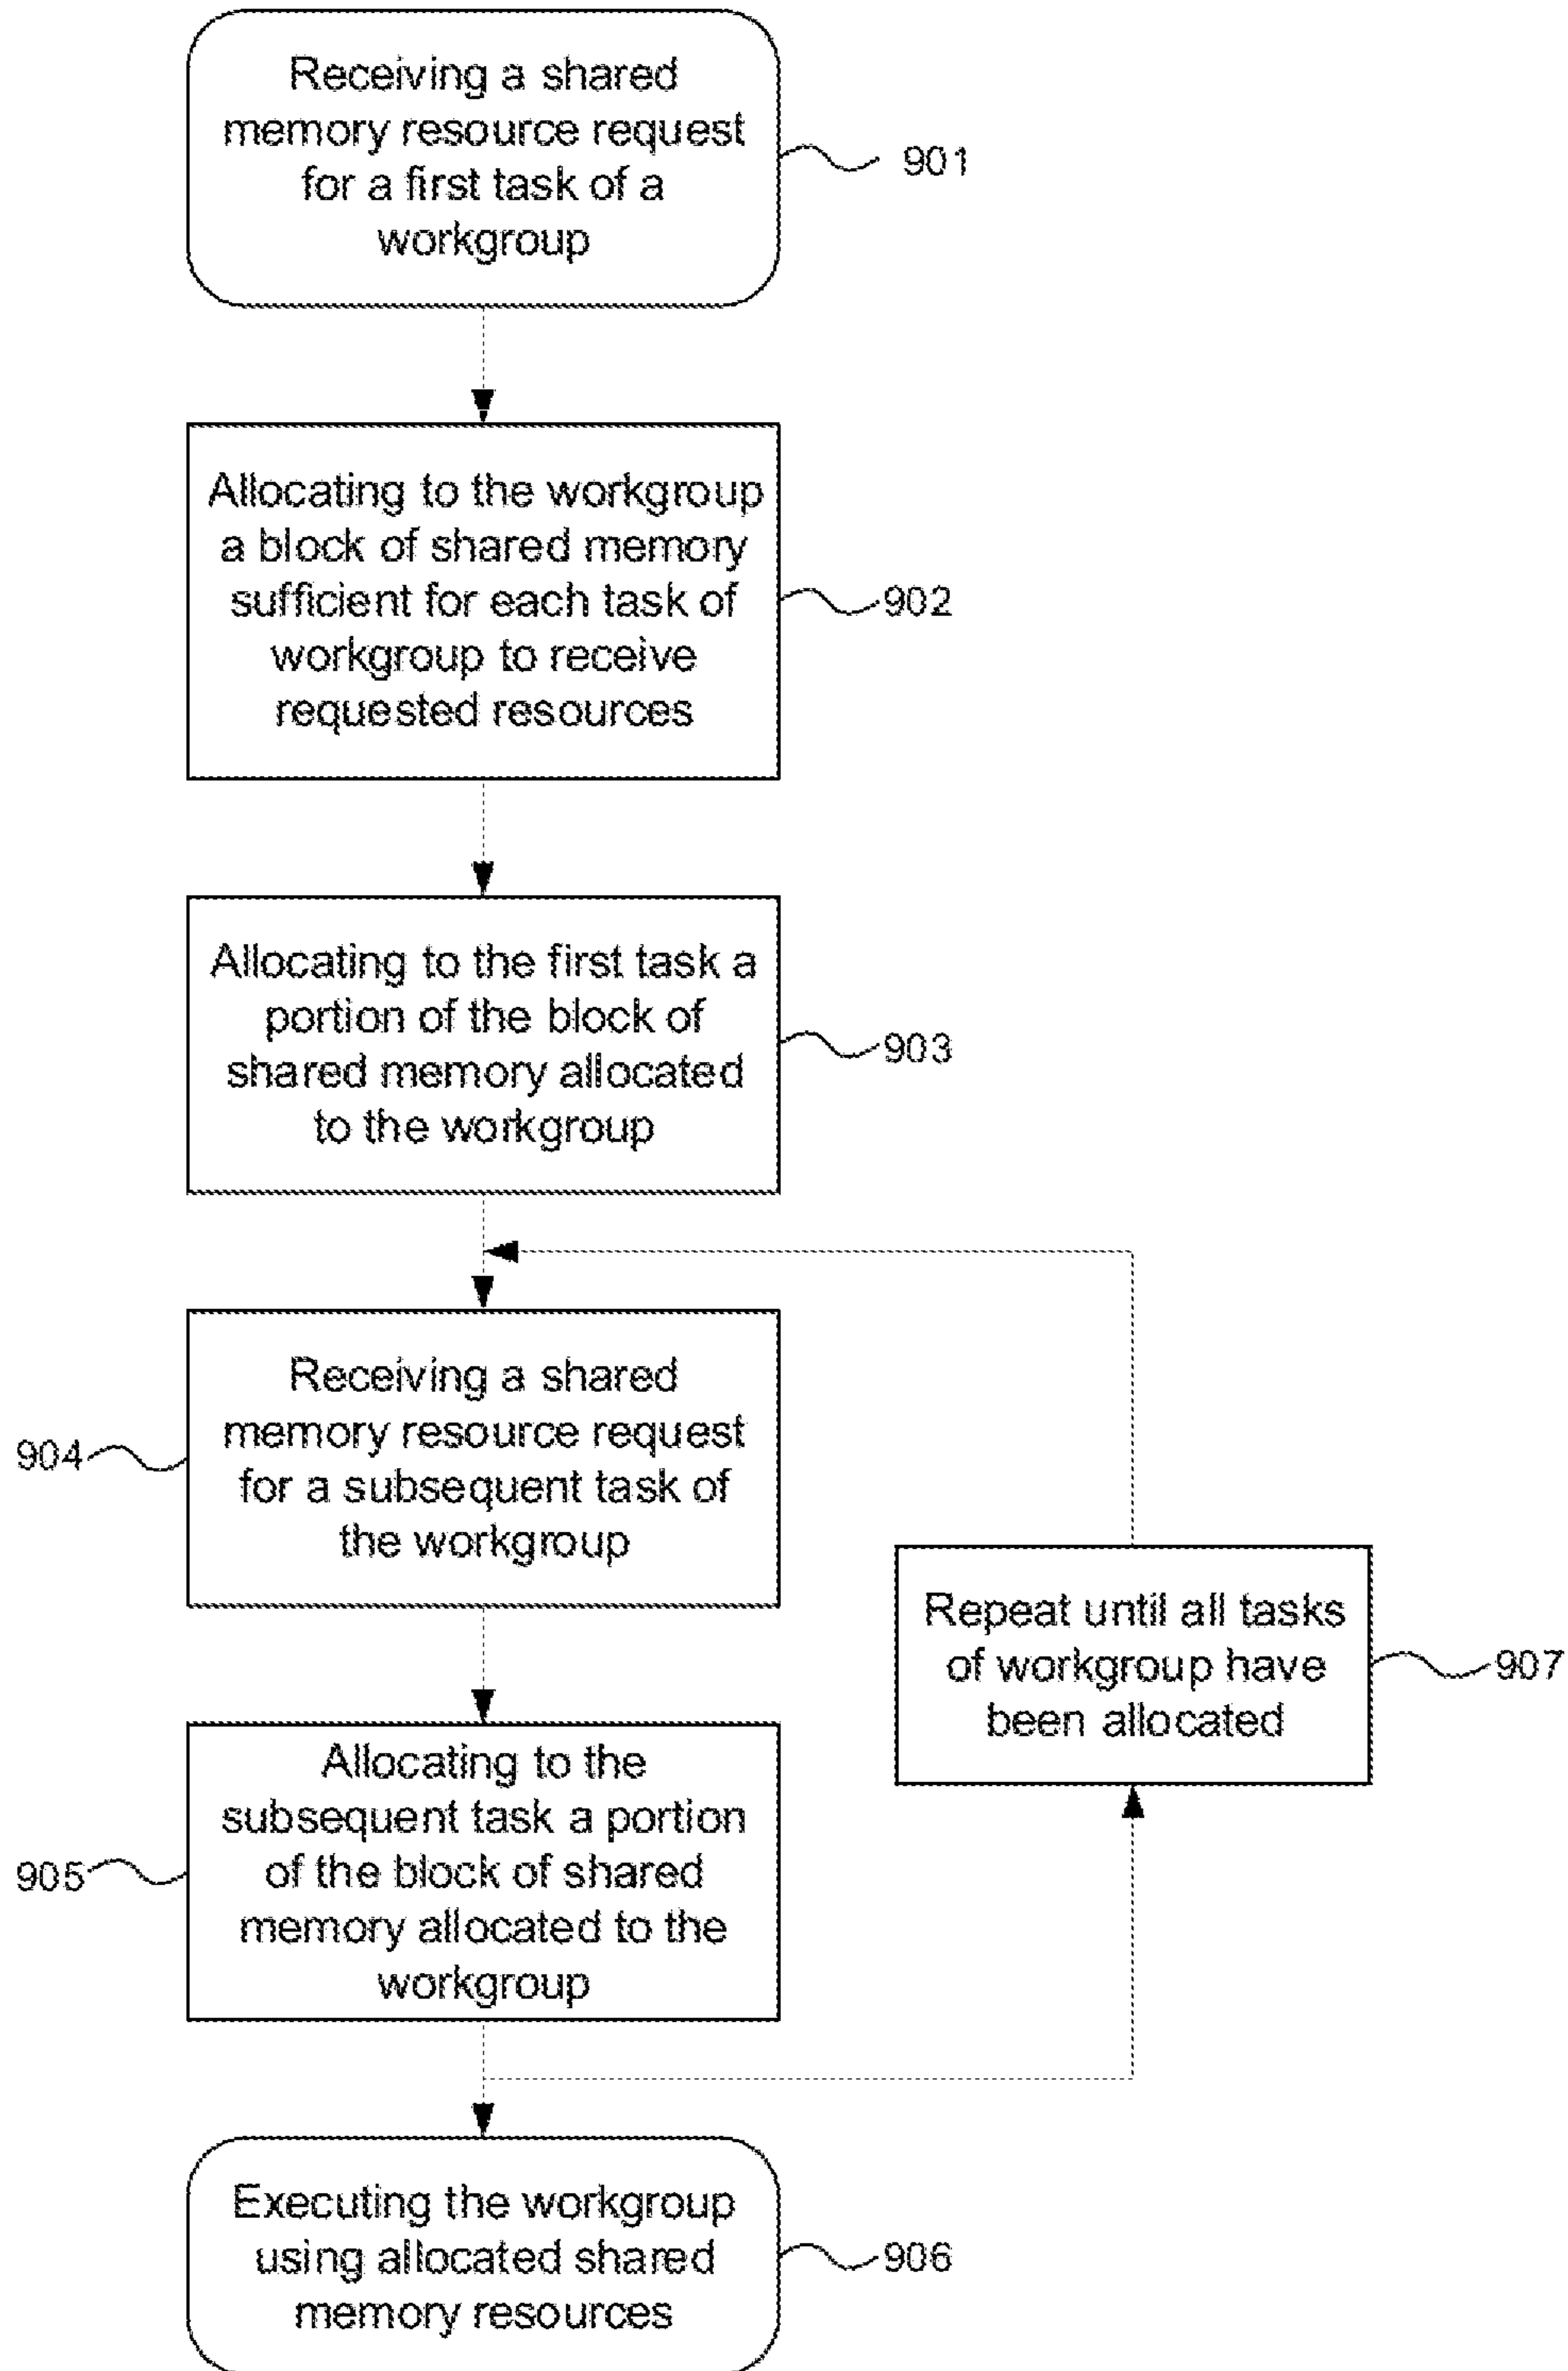 Receiving a shared
memory resource request
for a first task of a
workgroup
901
Allocating to the workgroup
a block of shared memory
sufficient for each task of
workgroup to receive
requested resources
902
Allocating to the first task a
portion of the block of
shared memory allocated
to the workgroup
903
Receiving a shared
memory resource request
for a subsequent task of
the workgroup
904
Allocating to the
subsequent task a portion
of the block of shared
memory allocated to the
workgroup
905
Repeat until all tasks
of workgroup have
been allocated
907
Executing the workgroup
using allocated shared
memory resources
906